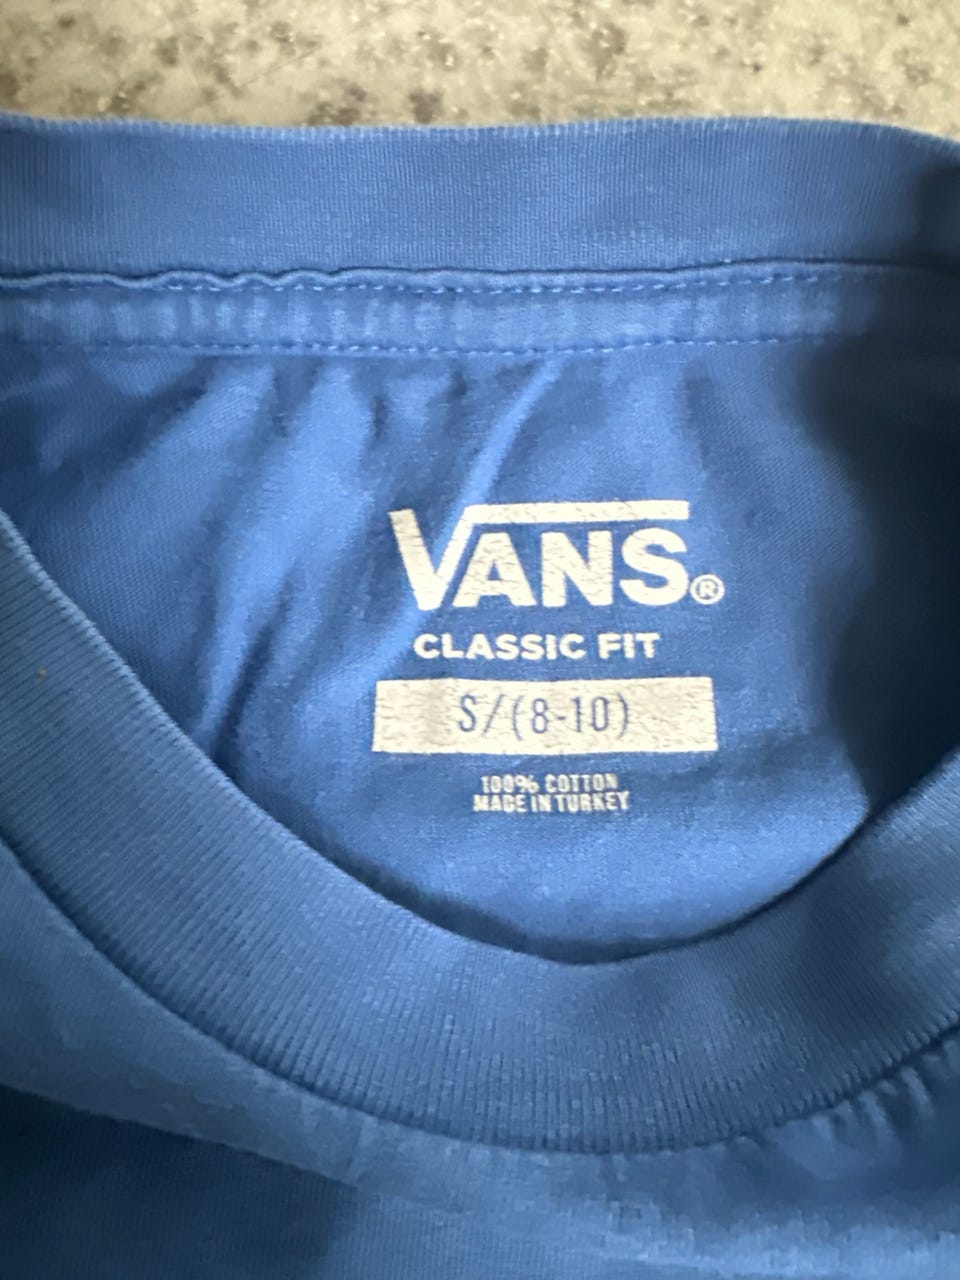 VANS®
CLASSIC FIT
S/(8-10)
100% COTTON
MADE IN TURKEY